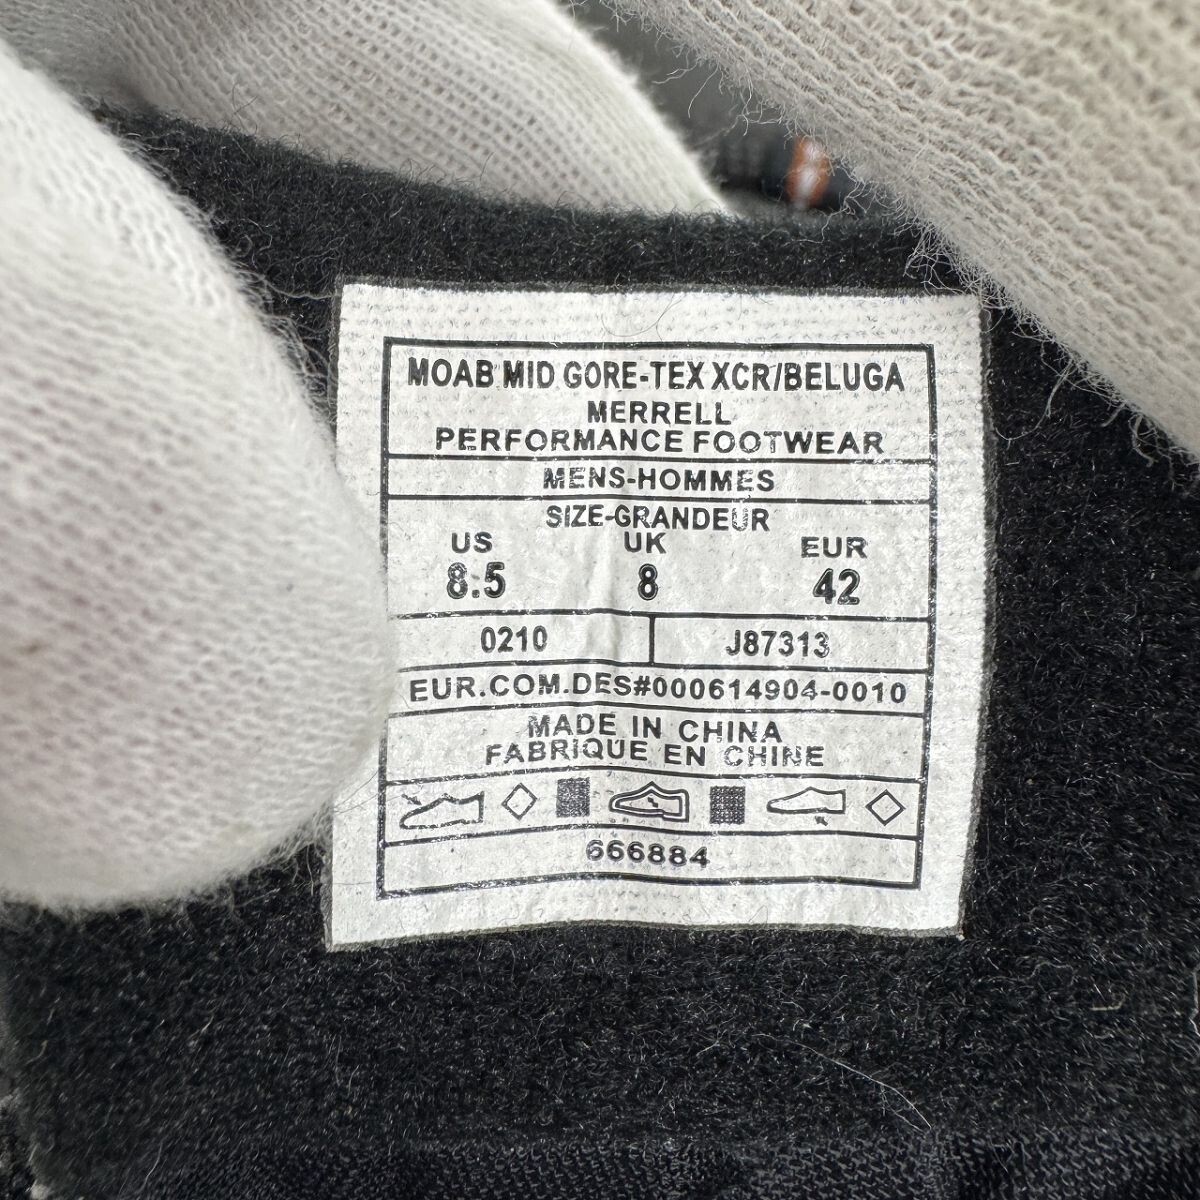 MOAB MID GORE-TEX XCR/BELUGA
MERRELL
PERFORMANCE FOOTWEAR
MENS-HOMMES
SIZE-GRANDEUR
US UK EUR
8.5 8 42
0210 J87313
EUR.COM.DES#000614904-0010
MADE IN CHINA
FABRIQUE EN CHINE
666884